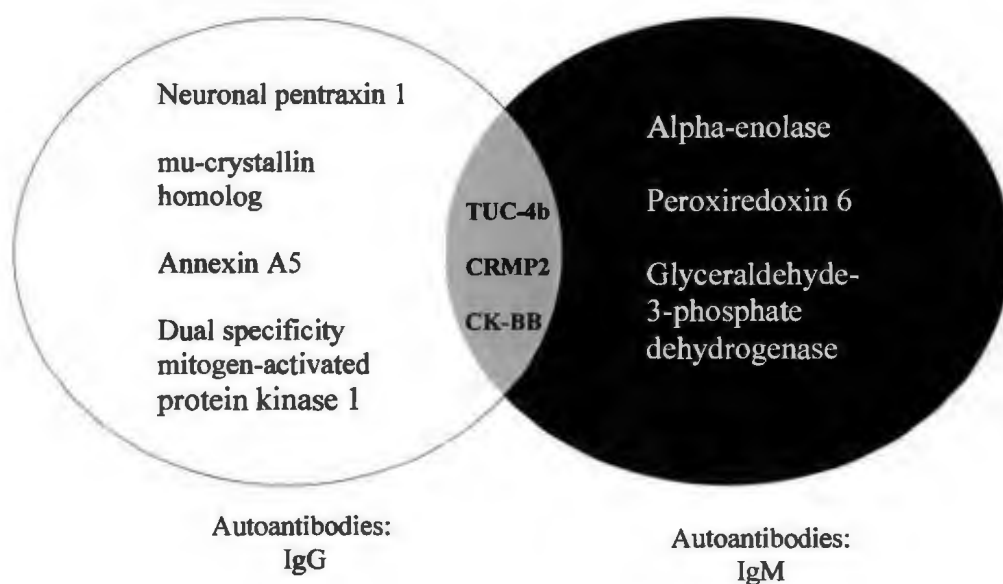 Neuronal pentraxin 1
mu-crystallin
homolog
Annexin A5
Dual specificity
mitogen-activated
protein kinase 1
TUC-4b
CRMP2
CK-BB
Alpha-enolase
Peroxiredoxin 6
Glyceraldehyde-
3-phosphate
dehydrogenase
Autoantibodies:
IgG
Autoantibodies:
IgM